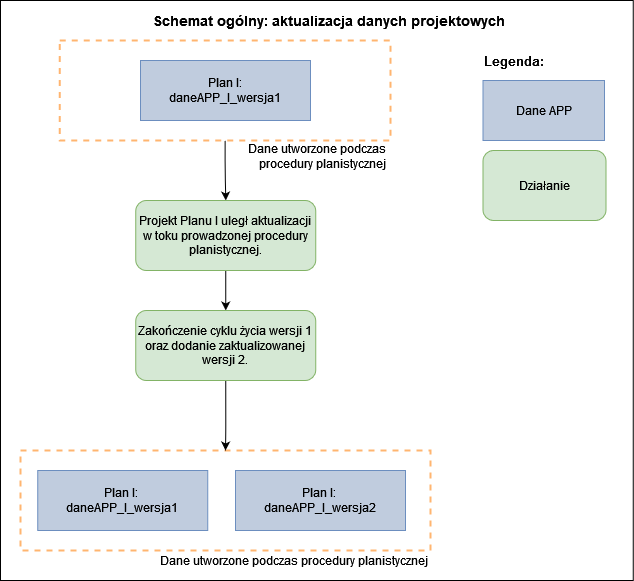 Schemat ogólny: aktualizacja danych projektowych
Plan I:
daneAPP_I_wersja1
Legenda:
Dane APP
Działanie
Dane utworzone podczas
procedury planistycznej
Projekt Planu I uległ aktualizacji
w toku prowadzonej procedury
planistycznej.
Zakończenie cyklu życia wersji 1
oraz dodanie zaktualizowanej
wersji 2.
Plan I:
daneAPP_I_wersja1
Plan I:
daneAPP_I_wersja2
Dane utworzone podczas procedury planistycznej